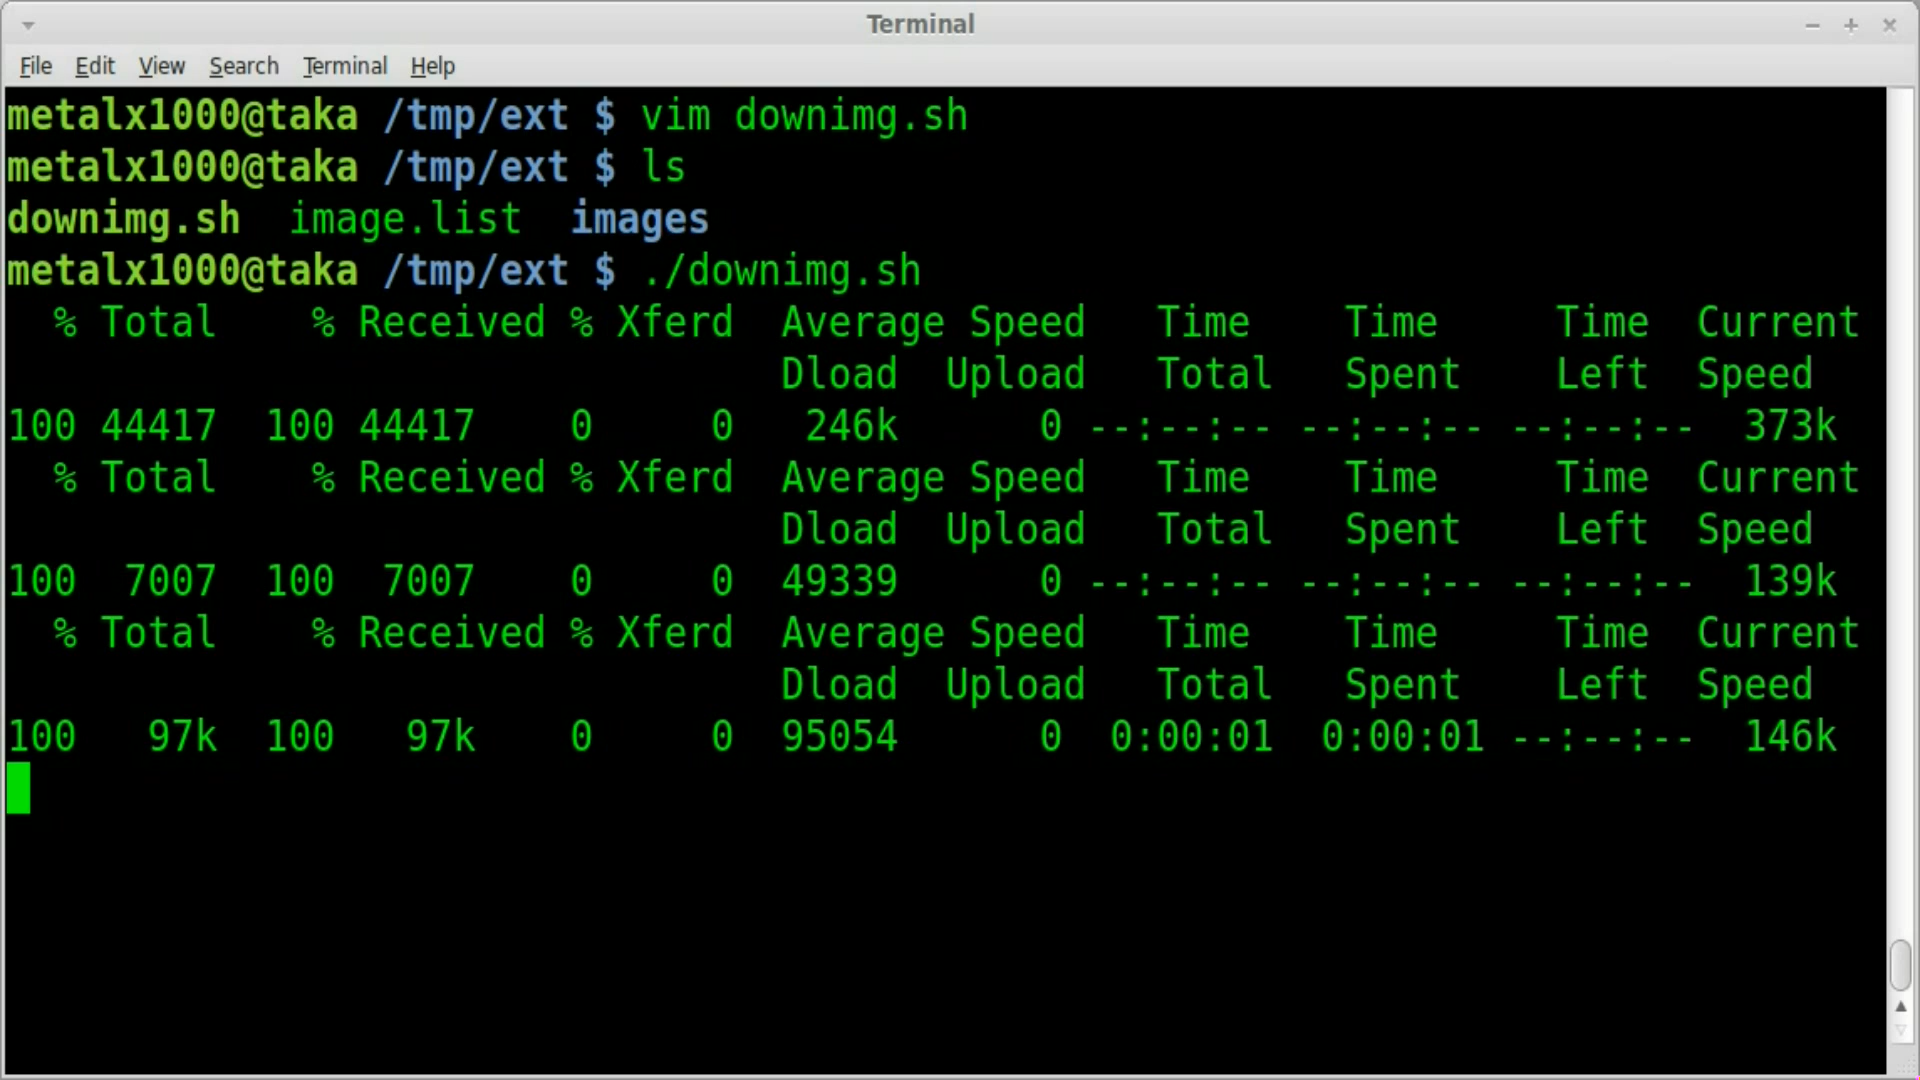 Terminal
File Edit View Search Terminal Help
metalx1000@taka /tmp/ext $ vim downimg.sh
metalx1000@taka /tmp/ext $ ls
downimg.sh  image.list  images
metalx1000@taka /tmp/ext $ ./downimg.sh
  % Total    % Received % Xferd  Average Speed   Time    Time     Time  Current
                                 Dload  Upload   Total   Spent    Left  Speed
100 44417  100 44417    0     0   246k      0 --:--:-- --:--:-- --:--:--  373k
  % Total    % Received % Xferd  Average Speed   Time    Time     Time  Current
                                 Dload  Upload   Total   Spent    Left  Speed
100  7007  100  7007    0     0  49339      0 --:--:-- --:--:-- --:--:--  139k
  % Total    % Received % Xferd  Average Speed   Time    Time     Time  Current
                                 Dload  Upload   Total   Spent    Left  Speed
100   97k  100   97k    0     0  95054      0  0:00:01  0:00:01 --:--:--  146k